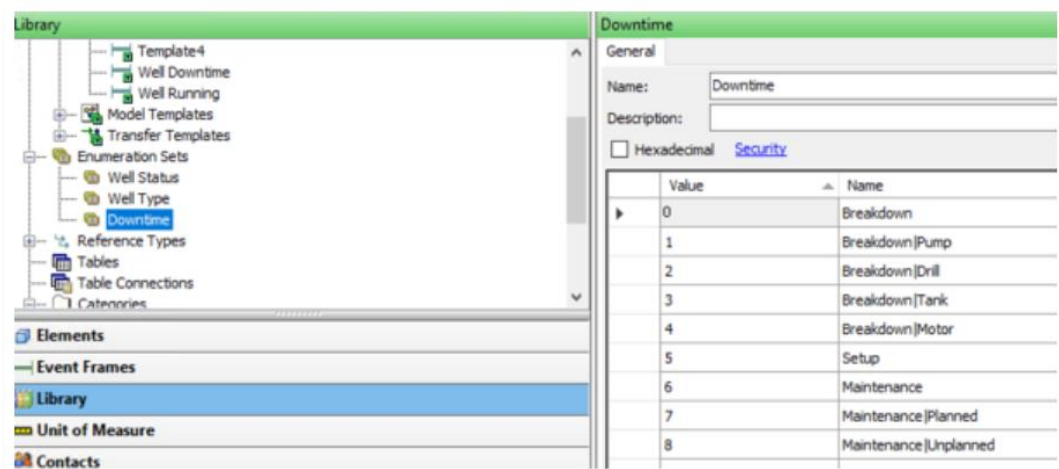 Library
Template4
Well Downtime
Well Running
Model Templates
Transfer Templates
Enumeration Sets
Well Status
Well Type
Downtime
Reference Types
Tables
Table Connections
Categories
Elements
Event Frames
Library
Unit of Measure
Contacts
Downtime
General
Name: Downtime
Description:
Hexadecimal Security
Value Name
0 Breakdown
1 Breakdown|Pump
2 Breakdown|Drill
3 Breakdown|Tank
4 Breakdown|Motor
5 Setup
6 Maintenance
7 Maintenance|Planned
8 Maintenance|Unplanned